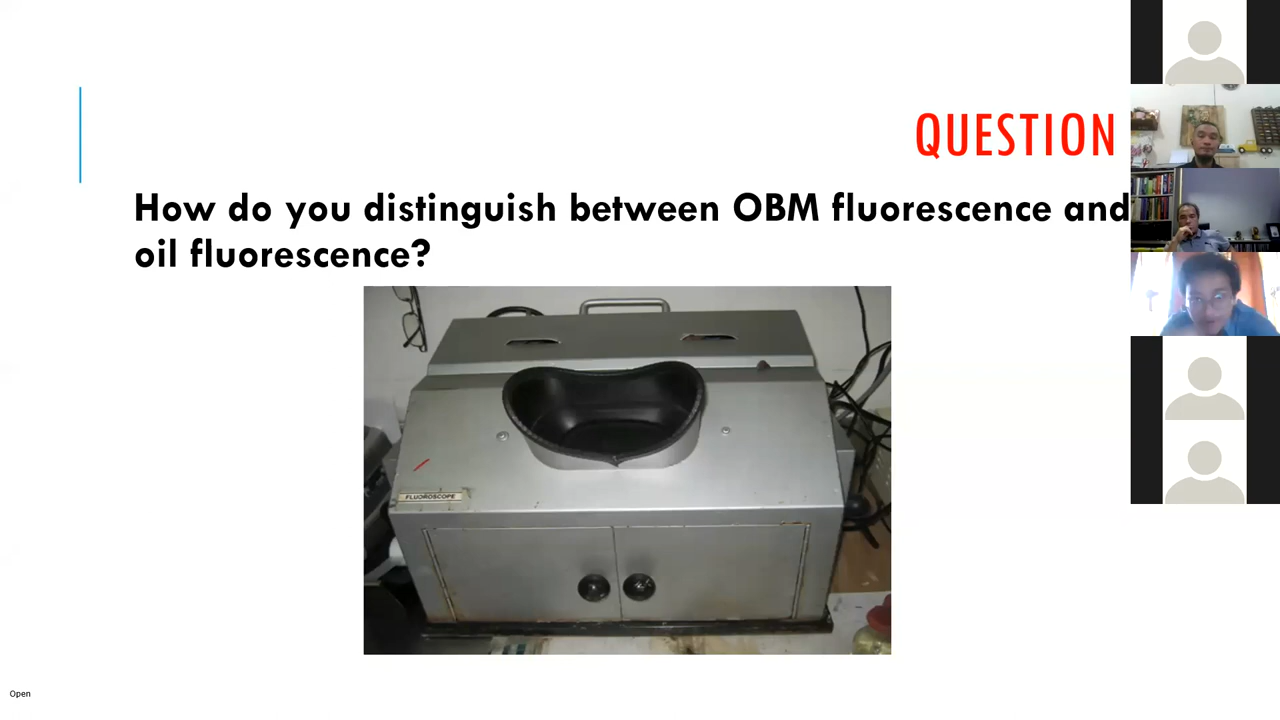 QUESTION
How do you distinguish between OBM fluorescence and
oil fluorescence?
FLUOROSCOPE
Open